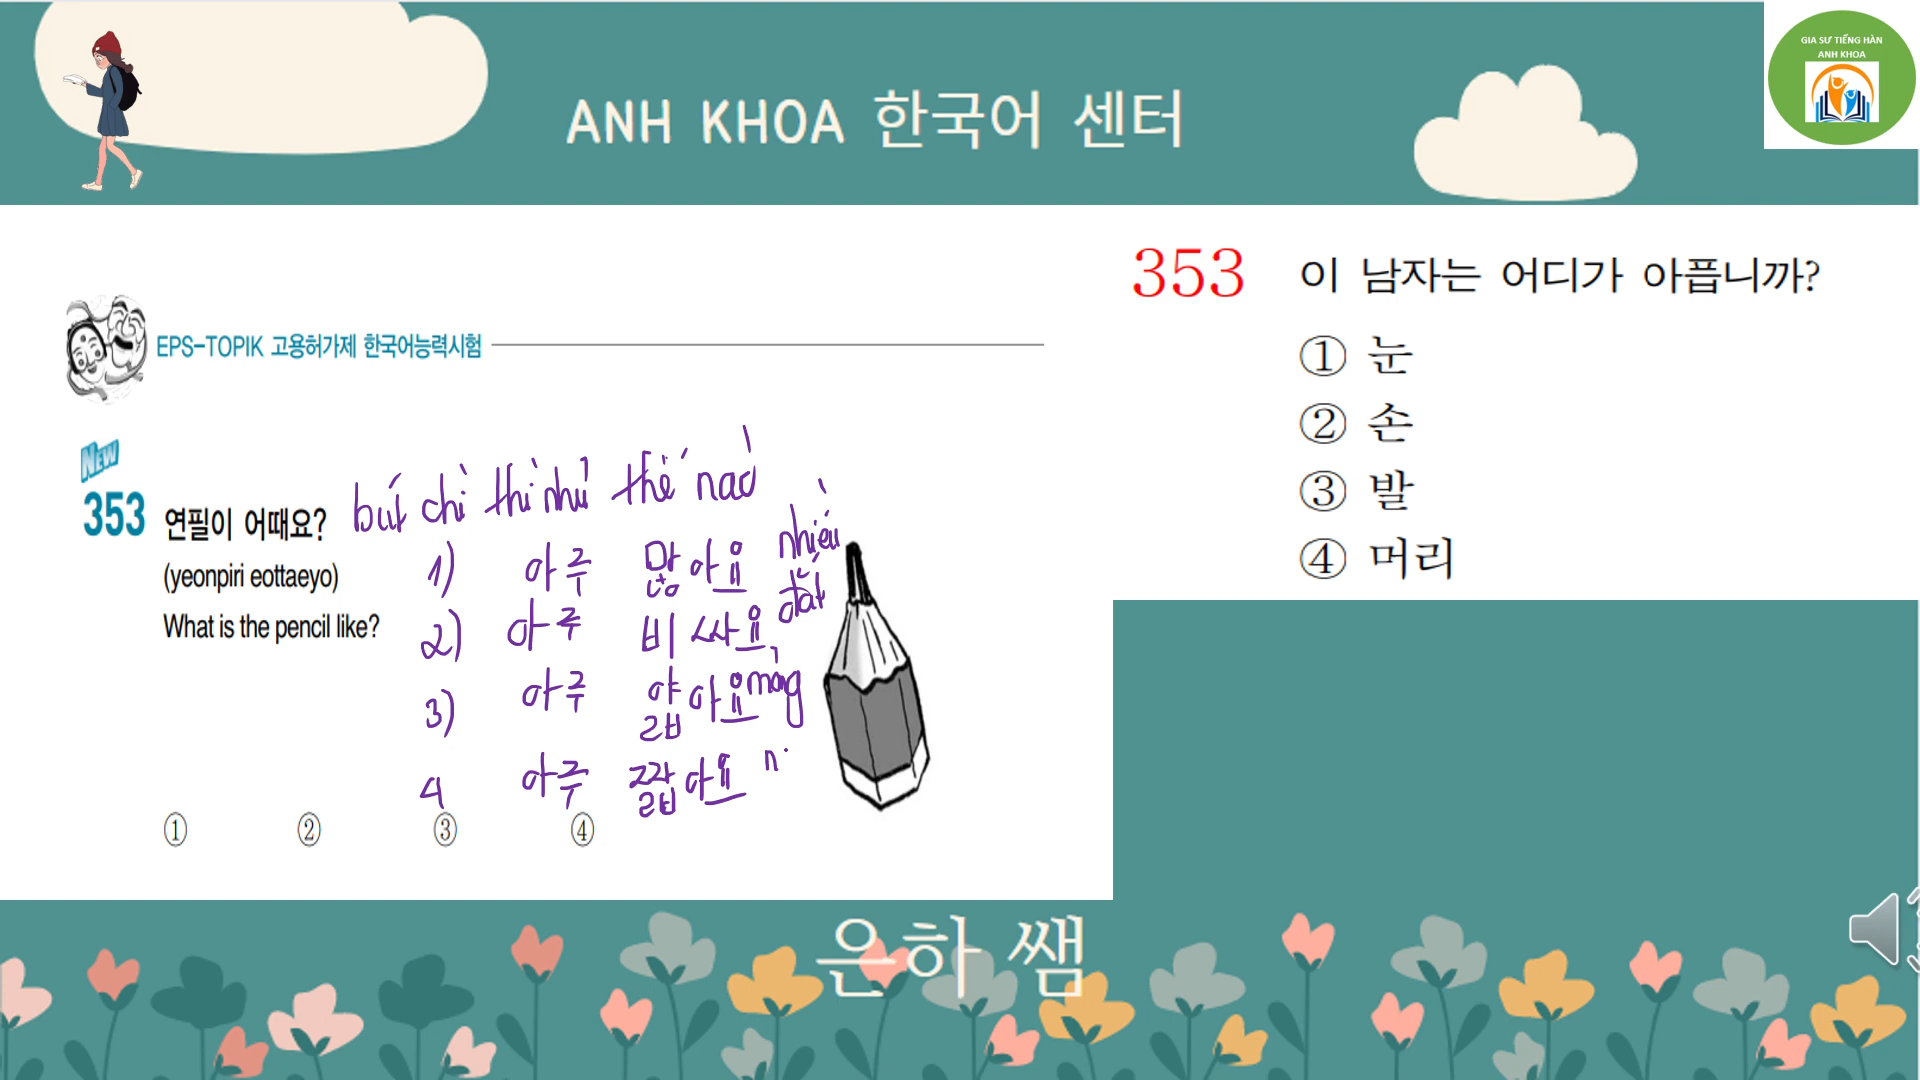 GIA SƯ TIẾNG HÀN
ANH KHOA
ANH KHOA 한국어 센터
EPS-TOPIK 고용허가제 한국어능력시험
NEW
353 연필이 어때요? bút chì thì như thế nào
(yeonpiri eottaeyo)
What is the pencil like?
1) 아주 많아요 nhiều
2) 아주 비싸요 đắt
3) 아주 얇아요 mỏng
4 아주 짧아요 n
① ② ③ ④
353 이 남자는 어디가 아픕니까?
① 눈
② 손
③ 발
④ 머리
은하 쌤